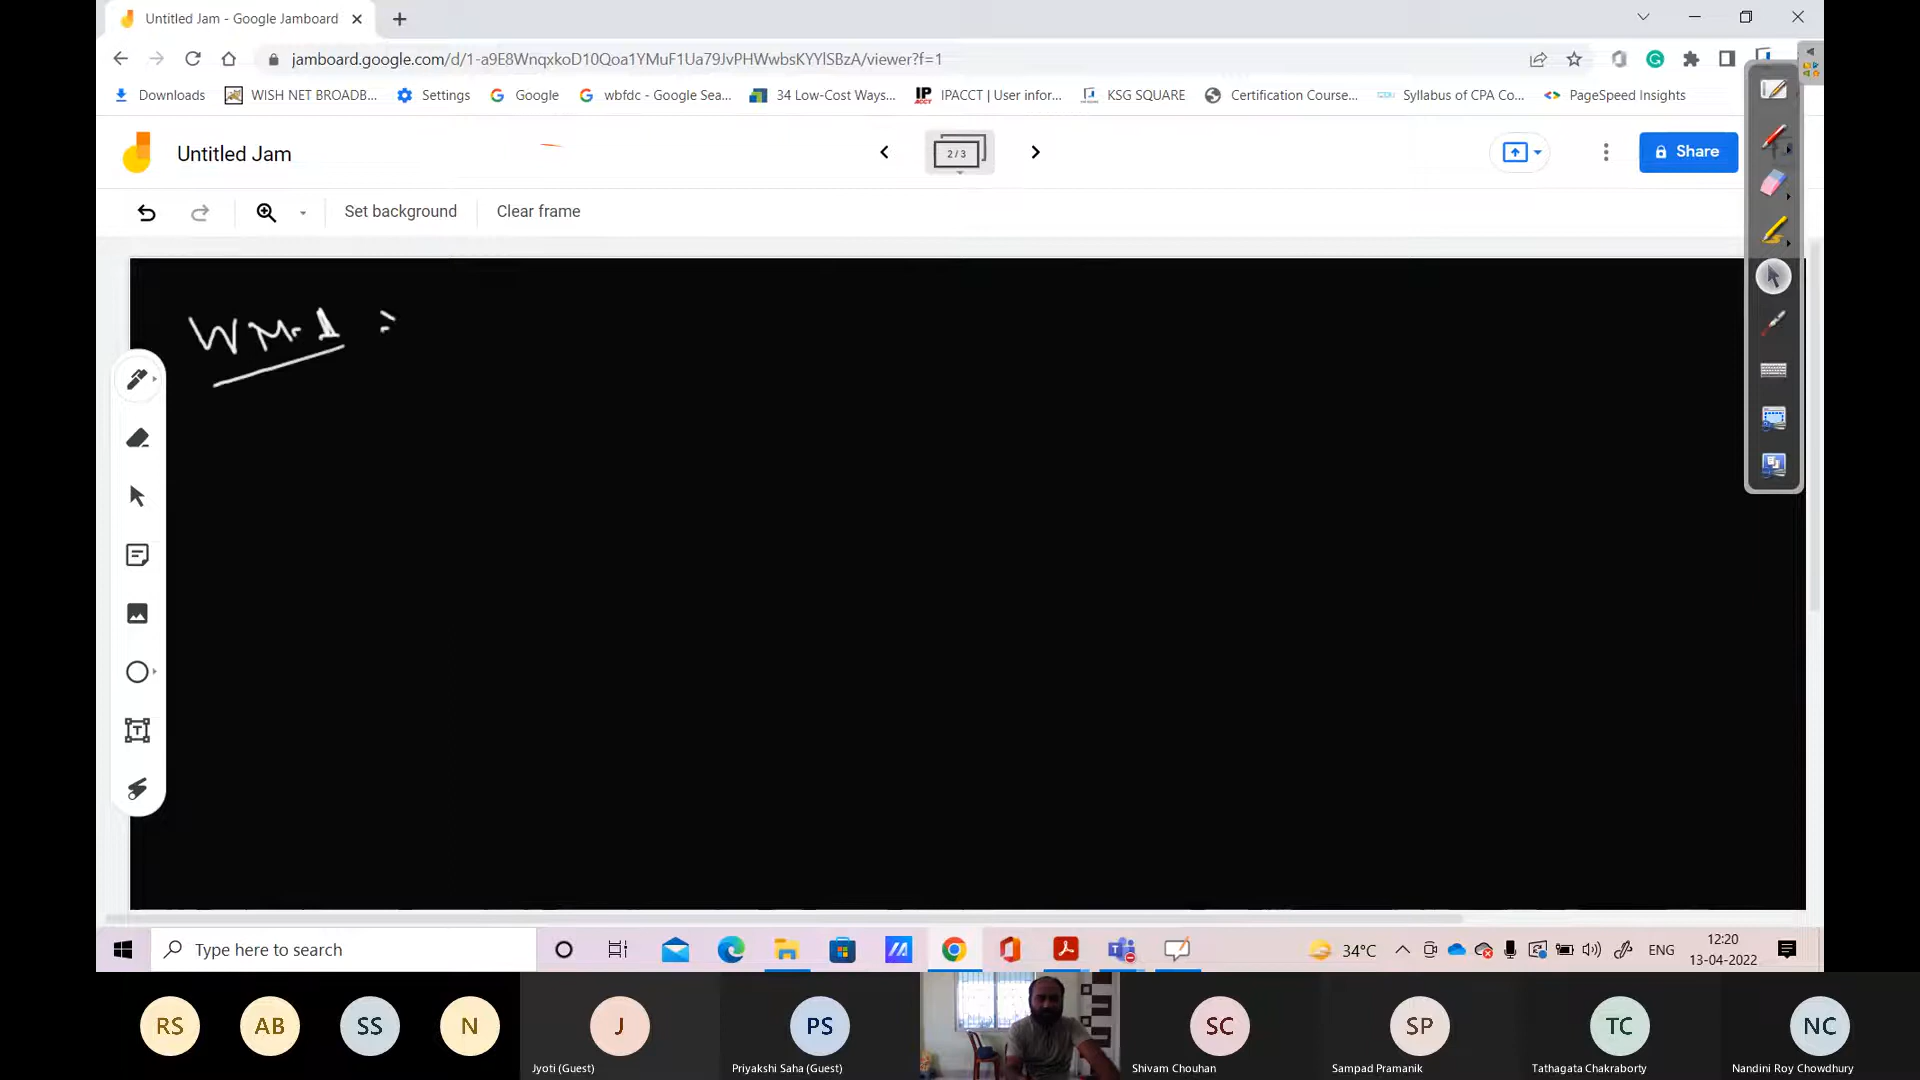 Untitled Jam - Google Jamboard
jamboard.google.com/d/1-a9E8WnqxkoD10Qoa1YMuF1Ua79JvPHWwbsKYYlSBzA/viewer?f=1
Downloads WISH NET BROADB... Settings Google wbfdc - Google Sea... 34 Low-Cost Ways... IP ACCT IPACCT | User infor... KSG SQUARE Certification Course... Syllabus of CPA Co... PageSpeed Insights
Untitled Jam 2 / 3 Share
Set background Clear frame
Type here to search 34°C ENG 12:20
13-04-2022
RS AB SS N J PS SC SP TC NC
Jyoti (Guest) Priyakshi Saha (Guest) Shivam Chouhan Sampad Pramanik Tathagata Chakraborty Nandini Roy Chowdhury